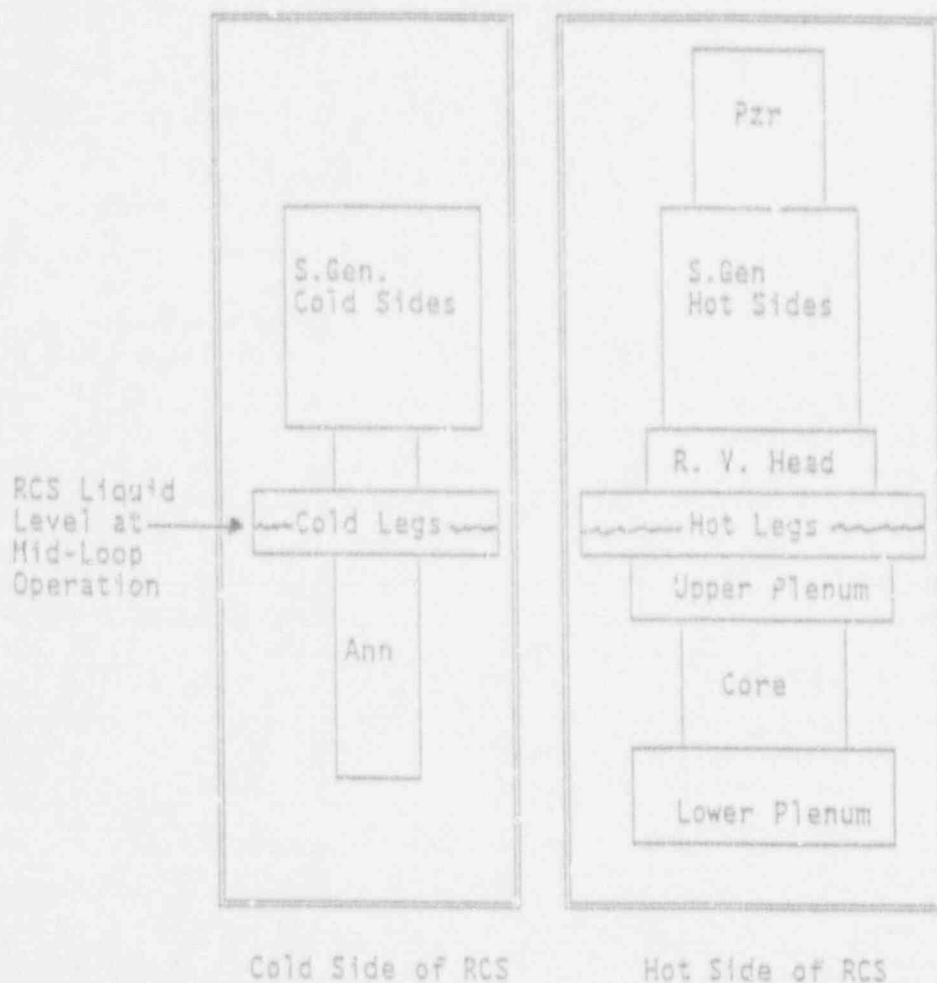 Pzr
S.Gen.
Cold Sides
S.Gen
Hot Sides
R. V. Head
RCS Liquid
Level at
Mid-Loop
Operation
Cold Legs
Hot Legs
Upper Plenum
Ann
Core
Lower Plenum
Cold Side of RCS
Hot Side of RCS